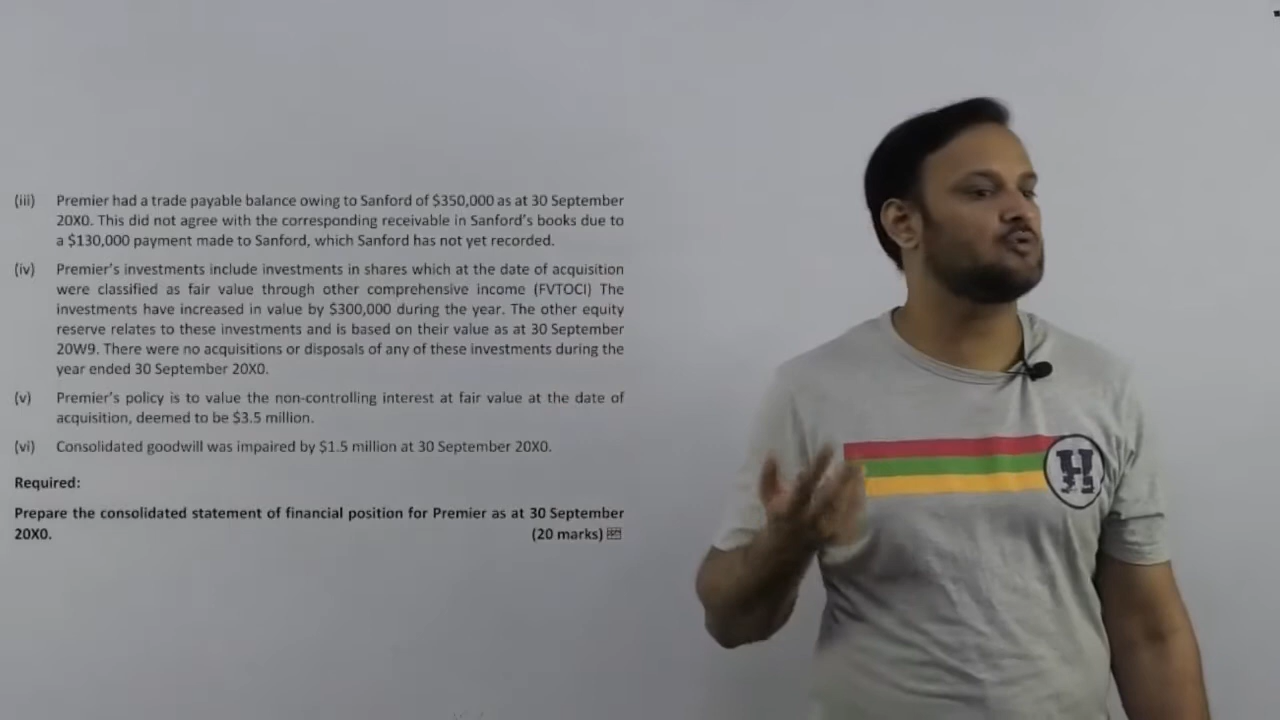 (iii) Premier had a trade payable balance owing to Sanford of $350,000 as at 30 September
20X0. This did not agree with the corresponding receivable in Sanford's books due to
a $130,000 payment made to Sanford, which Sanford has not yet recorded.
(iv) Premier's investments include investments in shares which at the date of acquisition
were classified as fair value through other comprehensive income (FVTOCI) The
investments have increased in value by $300,000 during the year. The other equity
reserve relates to these investments and is based on their value as at 30 September
20W9. There were no acquisitions or disposals of any of these investments during the
year ended 30 September 20X0.
(v) Premier's policy is to value the non-controlling interest at fair value at the date of
acquisition, deemed to be $3.5 million.
(vi) Consolidated goodwill was impaired by $1.5 million at 30 September 20X0.
Required:
Prepare the consolidated statement of financial position for Premier as at 30 September
20X0. (20 marks)
H